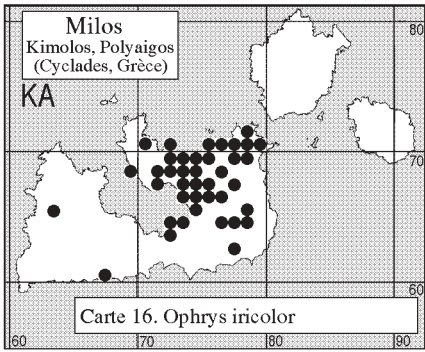 Milos
Kimolos, Polyaigos
(Cyclades, Grèce)
KA
80
70
60
Carte 16. Ophrys iricolor
60
70
80
90